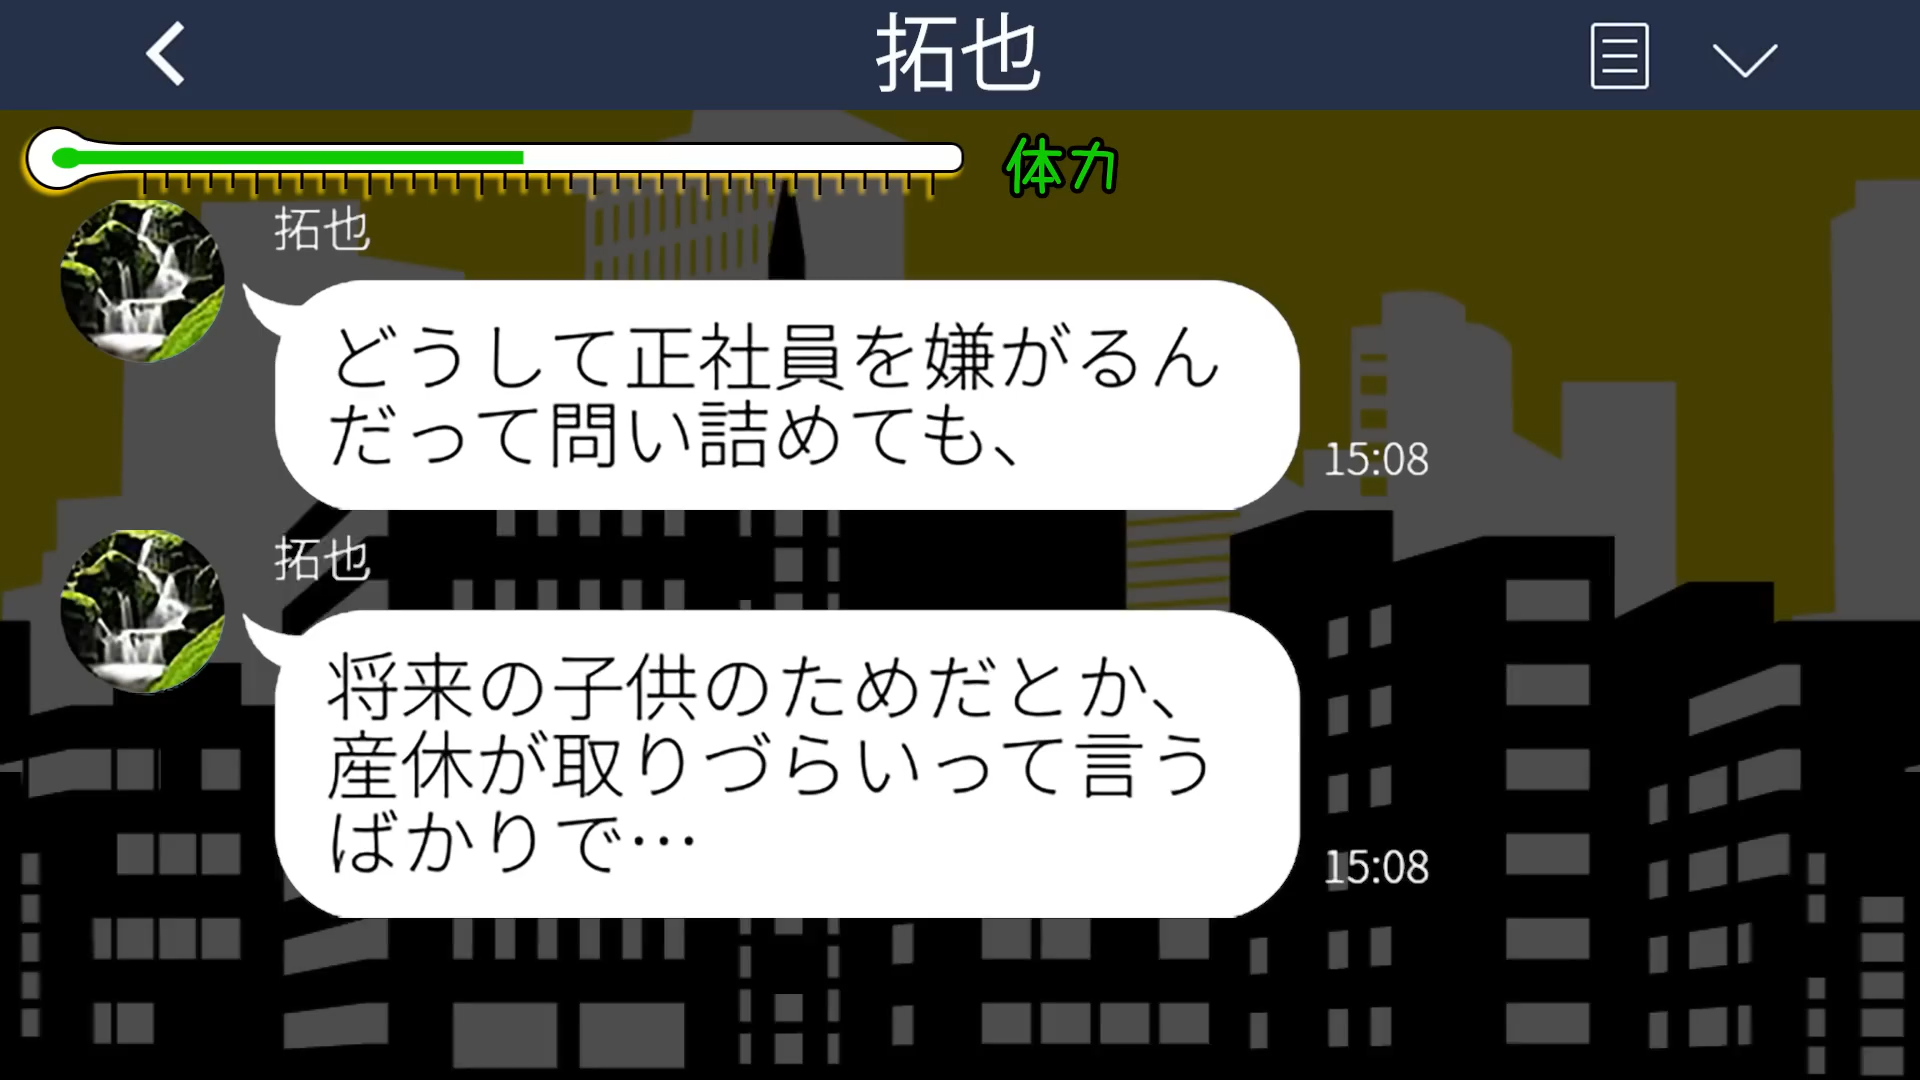 拓也
体力
拓也
どうして正社員を嫌がるん
だって問い詰めても、
15:08
拓也
将来の子供のためだとか、
産休が取りづらいって言う
ばかりで…
15:08